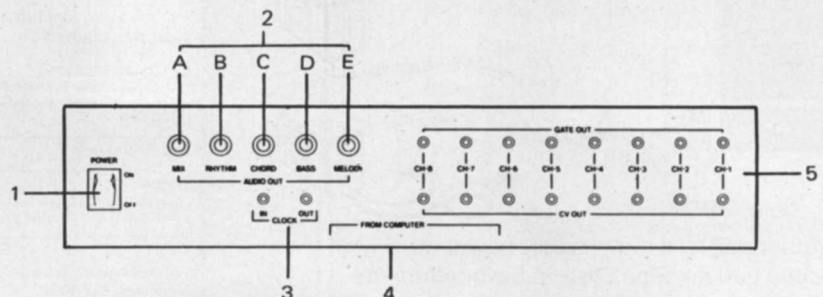 2
A B C D E
GATE OUT
POWER
ON
OFF
MIX RHYTHM CHORD BASS MELODY
CH-8 CH-7 CH-6 CH-5 CH-4 CH-3 CH-2 CH-1
1
5
AUDIO OUT
IN OUT
CLOCK
CV OUT
FROM COMPUTER
3
4